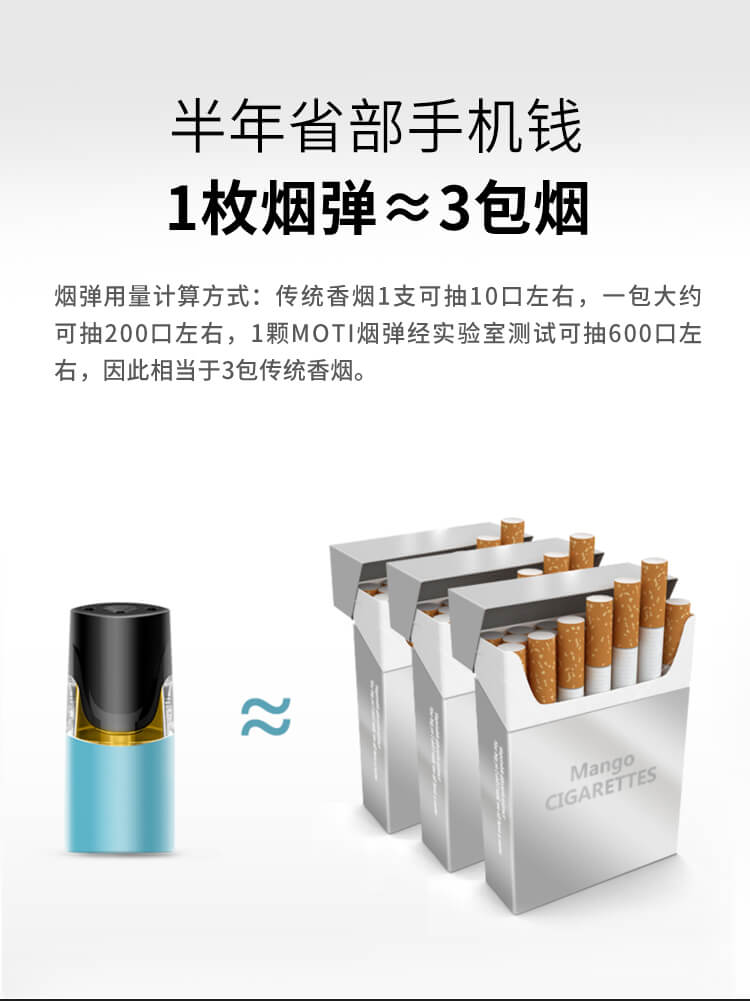 半年省部手机钱
1枚烟弹≈3包烟
烟弹用量计算方式：传统香烟1支可抽10口左右，一包大约
可抽200口左右，1颗MOTI烟弹经实验室测试可抽600口左
右，因此相当于3包传统香烟。
≈
Mango
CIGARETTES